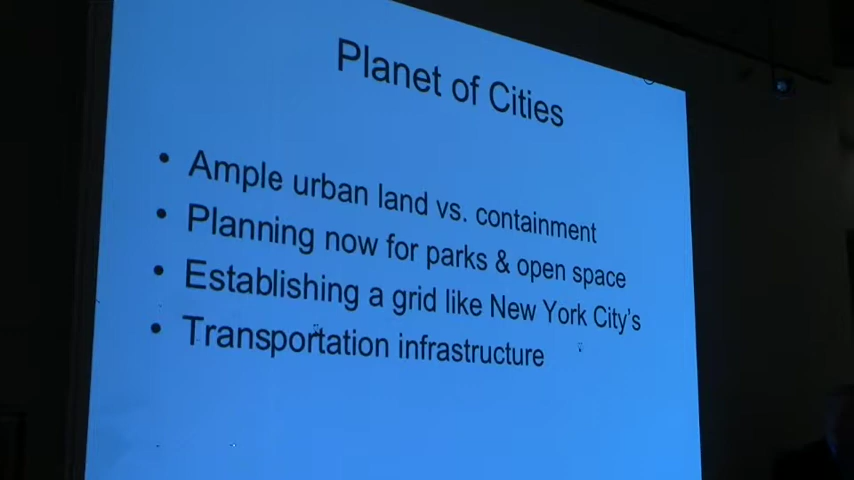 Planet of Cities
• Ample urban land vs. containment
• Planning now for parks & open space
• Establishing a grid like New York City's
• Transportation infrastructure